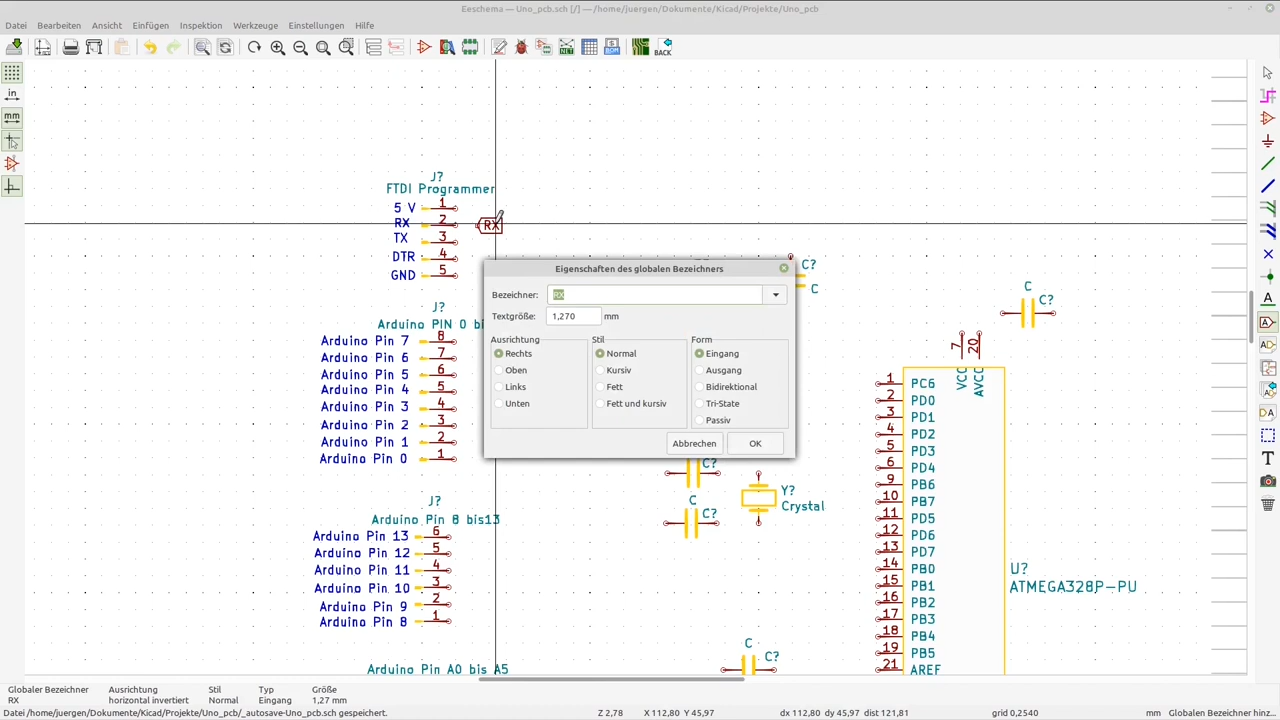 Eeschema — Uno_pcb.sch [/] —/home/juergen/Dokumente/Kicad/Projekte/Uno_pcb
Datei Bearbeiten Ansicht Einfügen Inspektion Werkzeuge Einstellungen Hilfe
NET
BOM
BACK
in
mm
J?
FTDI Programmer
5 V 1
RX 2
RX
TX 3
DTR 4
GND 5
Eigenschaften des globalen Bezeichners
Bezeichner: RX
Textgröße: 1,270 mm
Ausrichtung Stil Form
Rechts Normal Eingang
Oben Kursiv Ausgang
Links Fett Bidirektional
Unten Fett und kursiv Tri-State
Passiv
Abbrechen OK
C?
C
C
C?
J?
Arduino PIN 0 bi
Arduino Pin 7 8
Arduino Pin 6 7
Arduino Pin 5 6
Arduino Pin 4 5
Arduino Pin 3 4
Arduino Pin 2 3
Arduino Pin 1 2
Arduino Pin 0 1
C?
C
C?
Y?
Crystal
7 20
VCC AVCC
1 PC6
2 PD0
3 PD1
4 PD2
5 PD3
6 PD4
9 PB6
10 PB7
11 PD5
12 PD6
13 PD7
14 PB0
15 PB1
16 PB2
17 PB3
18 PB4
19 PB5
21 AREF
U?
ATMEGA328P-PU
J?
Arduino Pin 8 bis13
Arduino Pin 13 6
Arduino Pin 12 5
Arduino Pin 11 4
Arduino Pin 10 3
Arduino Pin 9 2
Arduino Pin 8 1
C
C?
Arduino Pin A0 bis A5
Globaler Bezeichner Ausrichtung Stil Typ Größe
RX horizontal invertiert Normal Eingang 1,27 mm
Datei /home/juergen/Dokumente/Kicad/Projekte/Uno_pcb/_autosave-Uno_pcb.sch gespeichert. Z 2,78 X 112,80 Y 45,97 dx 112,80 dy 45,97 dist 121,81 grid 0,2540 mm Globalen Bezeichner hinz...